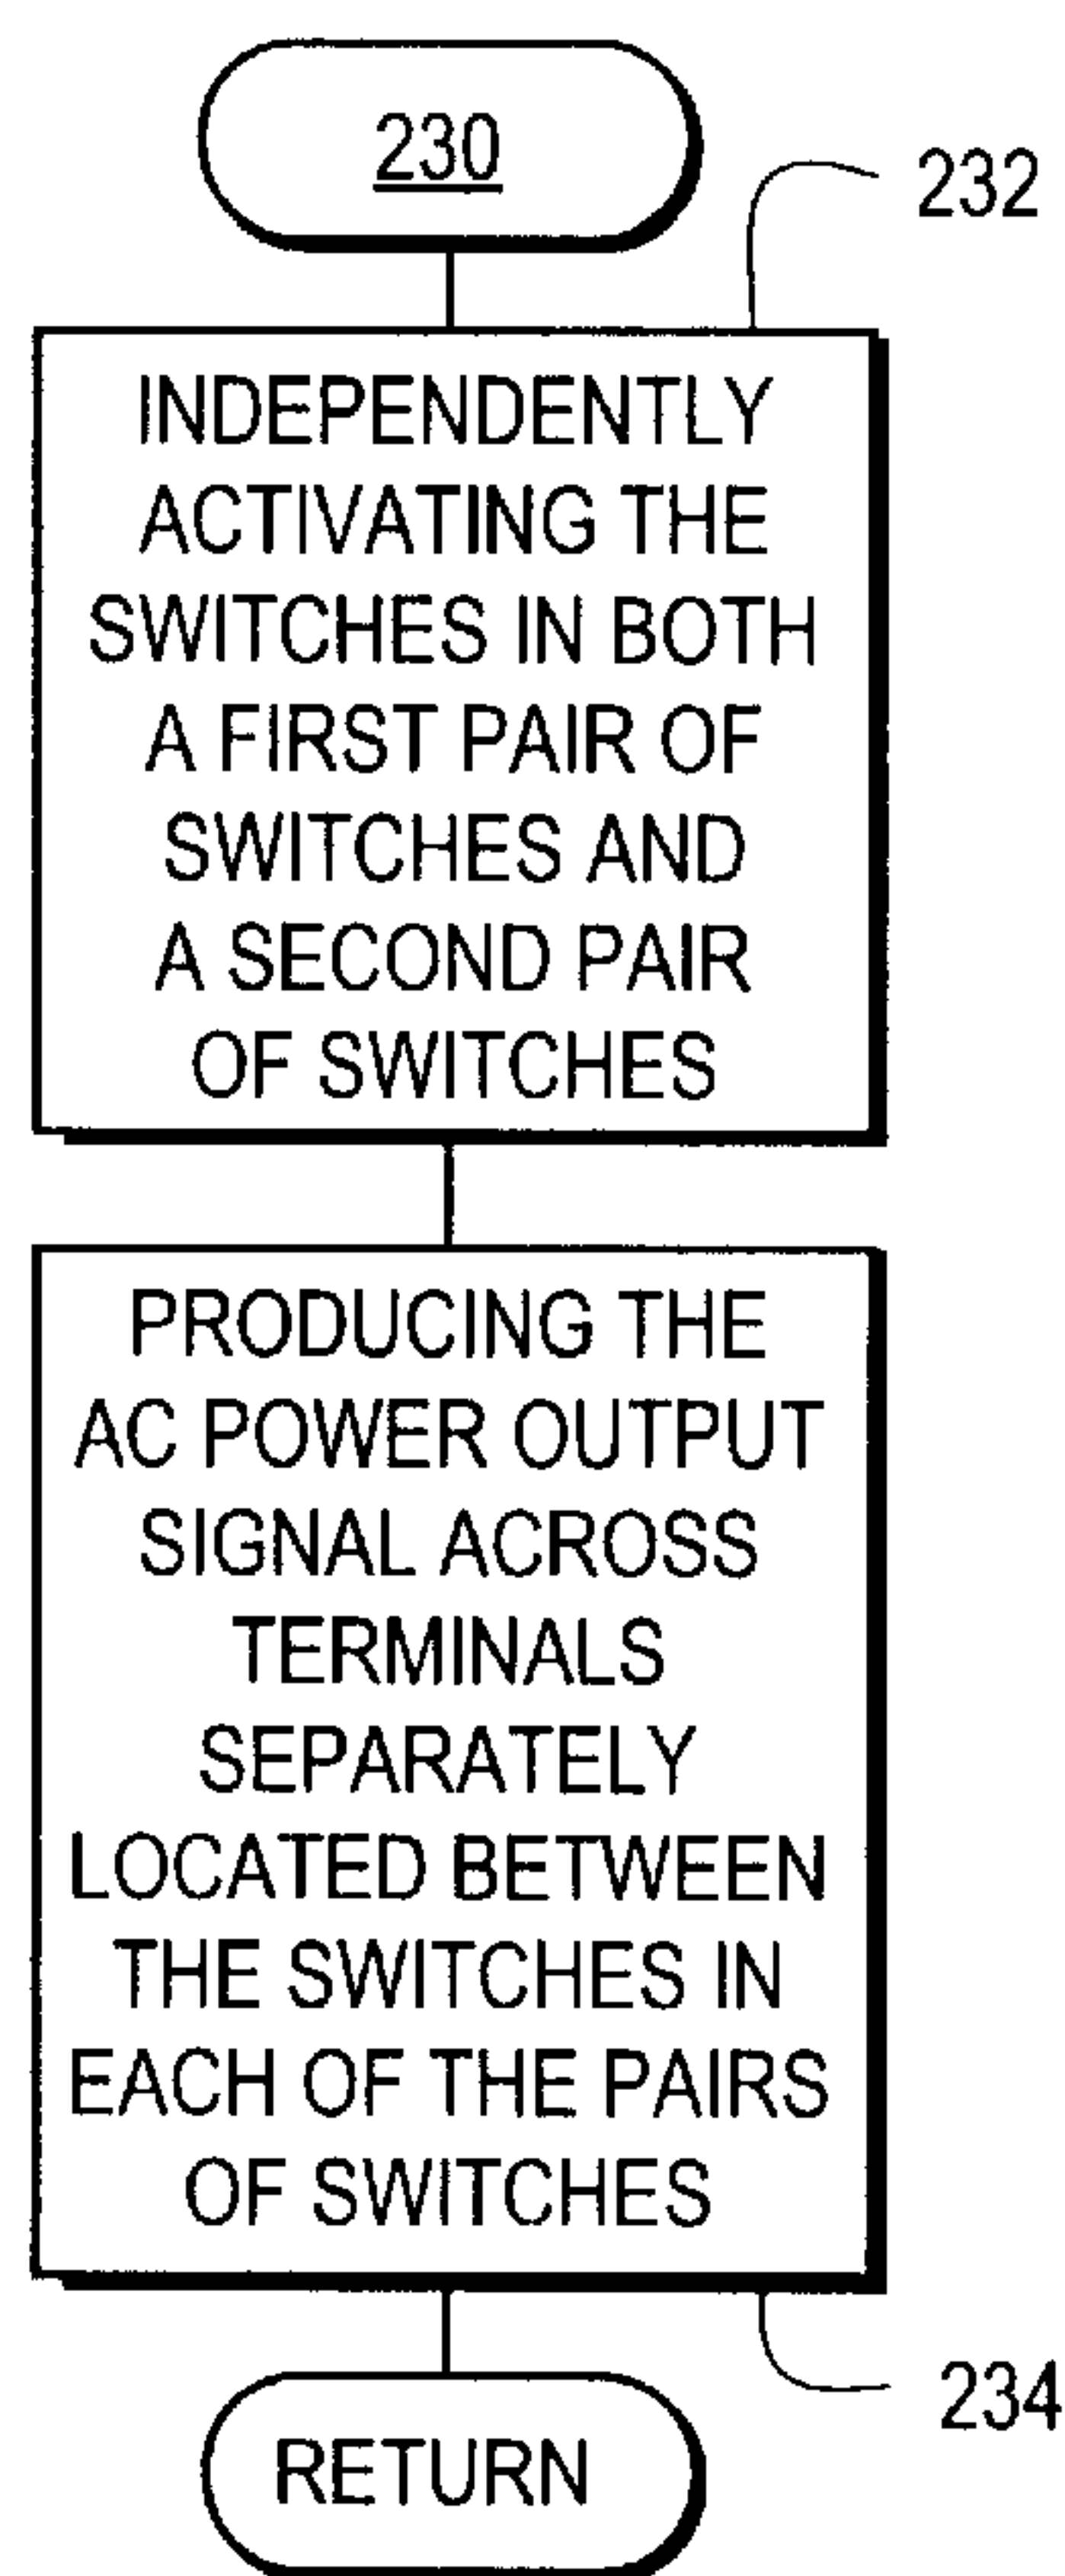 230
232
INDEPENDENTLY
ACTIVATING THE
SWITCHES IN BOTH
A FIRST PAIR OF
SWITCHES AND
A SECOND PAIR
OF SWITCHES
PRODUCING THE
AC POWER OUTPUT
SIGNAL ACROSS
TERMINALS
SEPARATELY
LOCATED BETWEEN
THE SWITCHES IN
EACH OF THE PAIRS
OF SWITCHES
234
RETURN